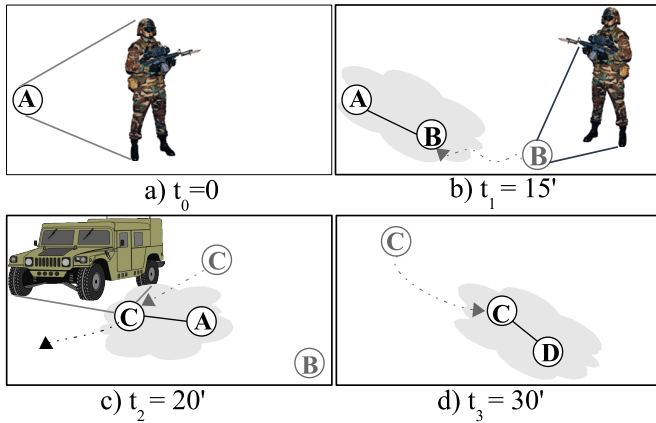 A
A
B
B
a) t0=0
b) t1 = 15'
C
C
A
B
C
C
D
c) t2 = 20'
d) t3 = 30'